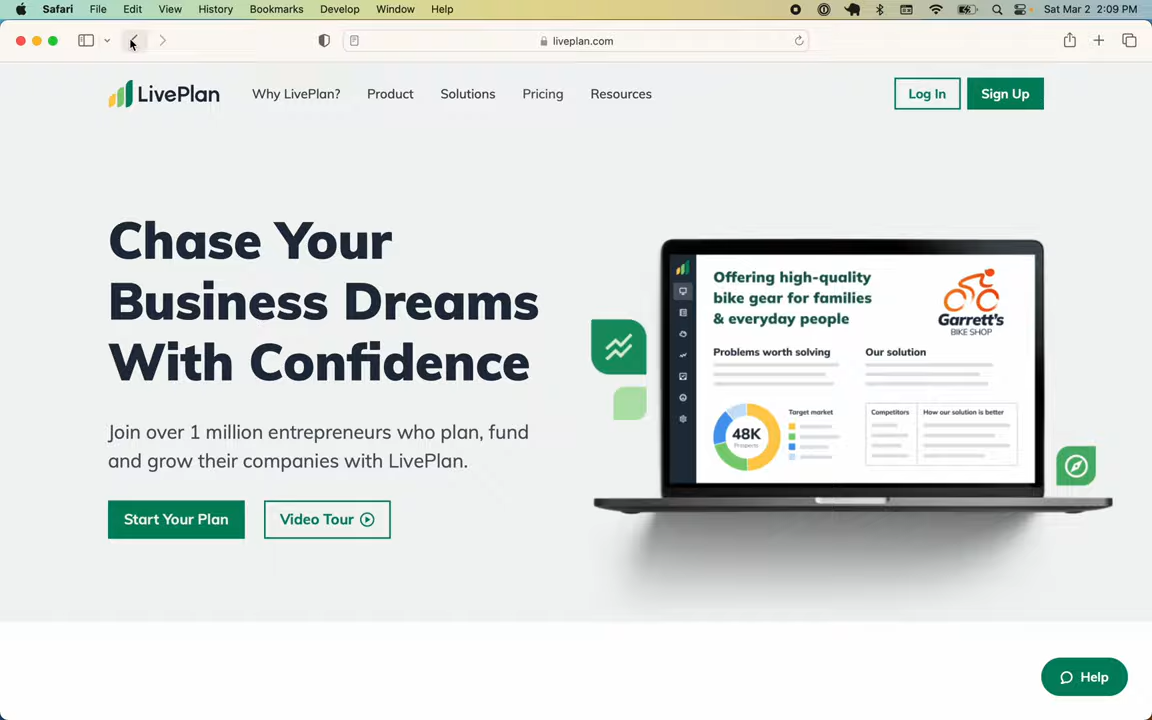 Safari File Edit View History Bookmarks Develop Window Help Sat Mar 2 2:09 PM
liveplan.com
LivePlan Why LivePlan? Product Solutions Pricing Resources Log In Sign Up
Chase Your
Business Dreams
With Confidence
Join over 1 million entrepreneurs who plan, fund
and grow their companies with LivePlan.
Start Your Plan Video Tour
Offering high-quality
bike gear for families
& everyday people
Garrett's
BIKE SHOP
Problems worth solving Our solution
48K
Prospects
Target market
Competitors How our solution is better
Help